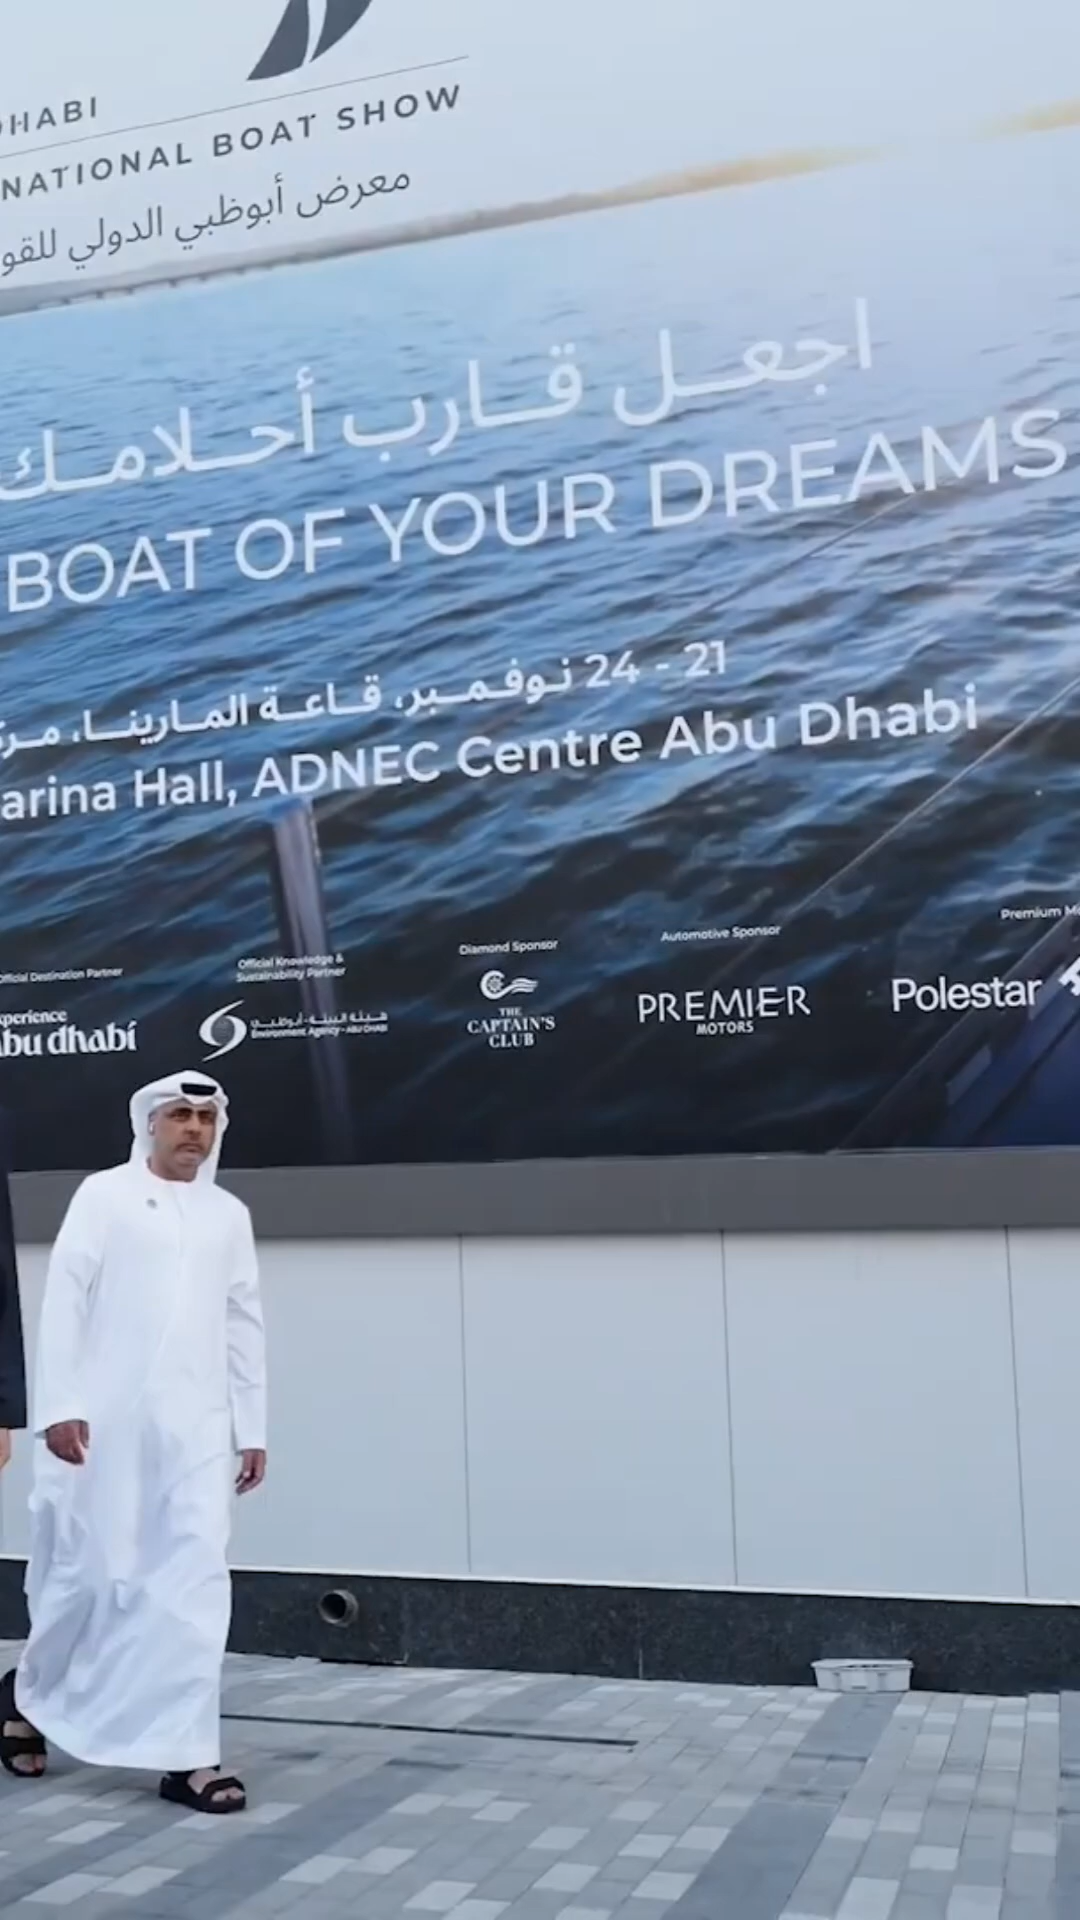 DHABI
NATIONAL BOAT SHOW
معرض أبوظبي الدولي للقو
اجعل قارب أحلامك
BOAT OF YOUR DREAMS
21 - 24 نوفمبر، قاعة المارينا، مر
arina Hall, ADNEC Centre Abu Dhabi
Official Destination Partner
xperience
abu dhabi
Official Knowledge &
Sustainability Partner
هيئة البيئة - أبوظبي
Environment Agency - ABU DHABI
Diamond Sponsor
THE
CAPTAIN'S
CLUB
Automotive Sponsor
PREMIER
MOTORS
Premium M
Polestar